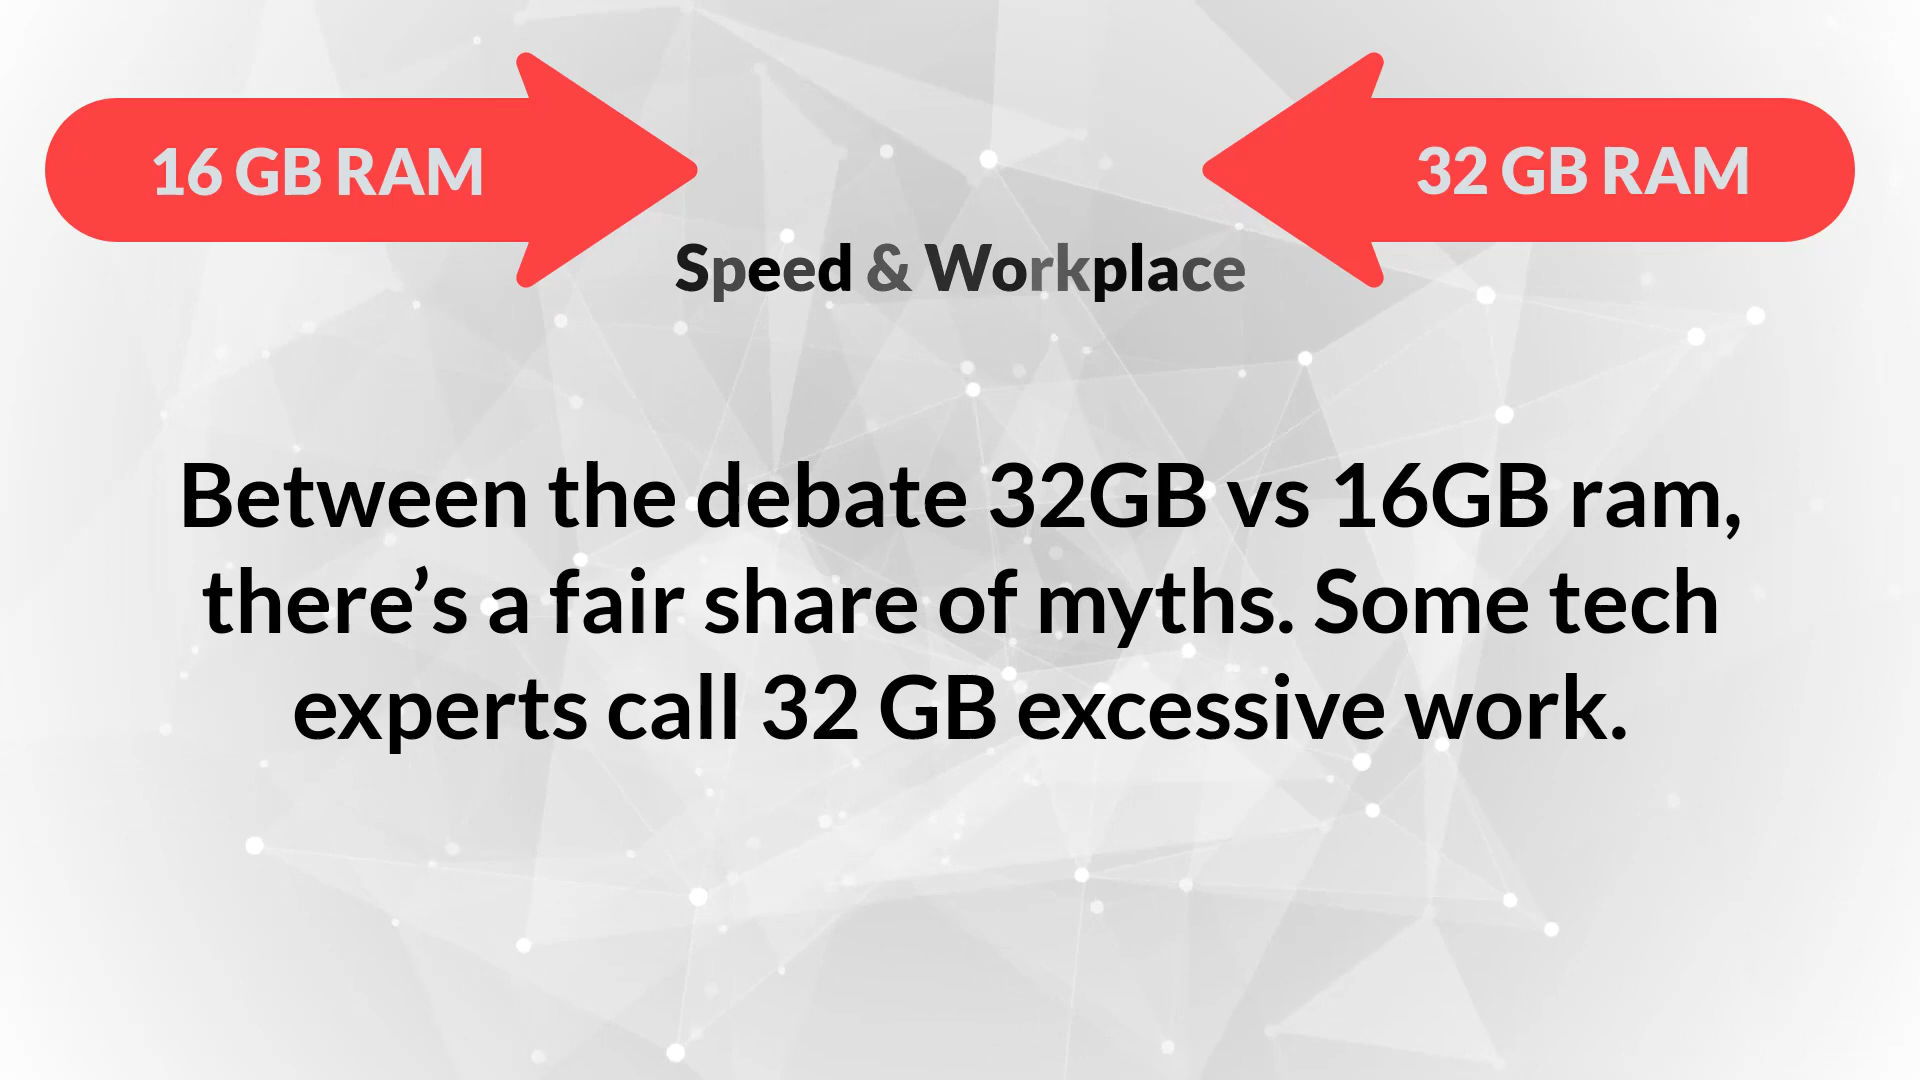 16 GB RAM
32 GB RAM
Speed & Workplace
Between the debate 32GB vs 16GB ram,
there’s a fair share of myths. Some tech
experts call 32 GB excessive work.